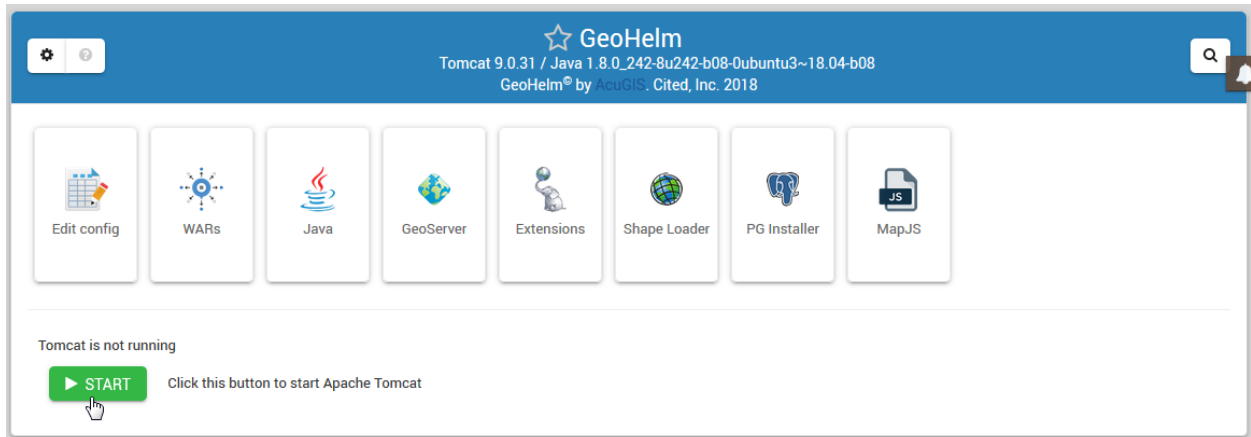 GeoHelm
Tomcat 9.0.31 / Java 1.8.0_242-8u242-b08-0ubuntu3~18.04-b08
GeoHelm© by AcuGIS. Cited, Inc. 2018
Edit config
WARs
Java
GeoServer
Extensions
Shape Loader
PG Installer
JS
MapJS
Tomcat is not running
START
Click this button to start Apache Tomcat